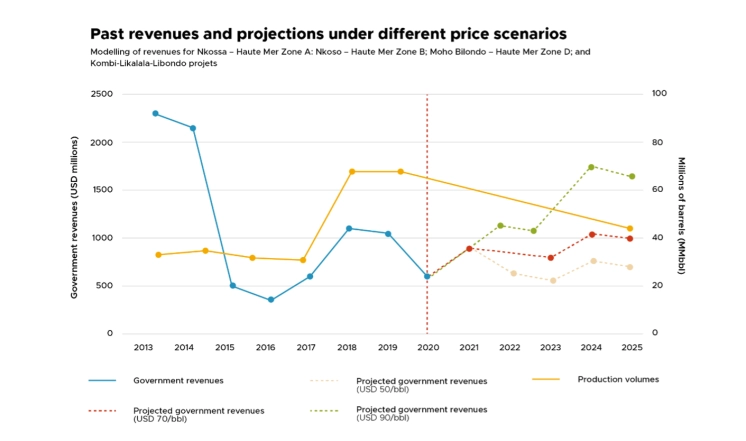 Past revenues and projections under different price scenarios
Modelling of revenues for Nkossa – Haute Mer Zone A: Nkoso – Haute Mer Zone B; Moho Bilondo – Haute Mer Zone D; and
Kombi-Likalala-Libondo projets
Government revenues (USD millions)
2500
2000
1500
1000
500
0
100
80
60
40
20
0
Millions of barrels (MMbbl)
2013 2014 2015 2016 2017 2018 2019 2020 2021 2022 2023 2024 2025
Government revenues
Projected government revenues
(USD 50/bbl)
Production volumes
Projected government revenues
(USD 70/bbl)
Projected government revenues
(USD 90/bbl)